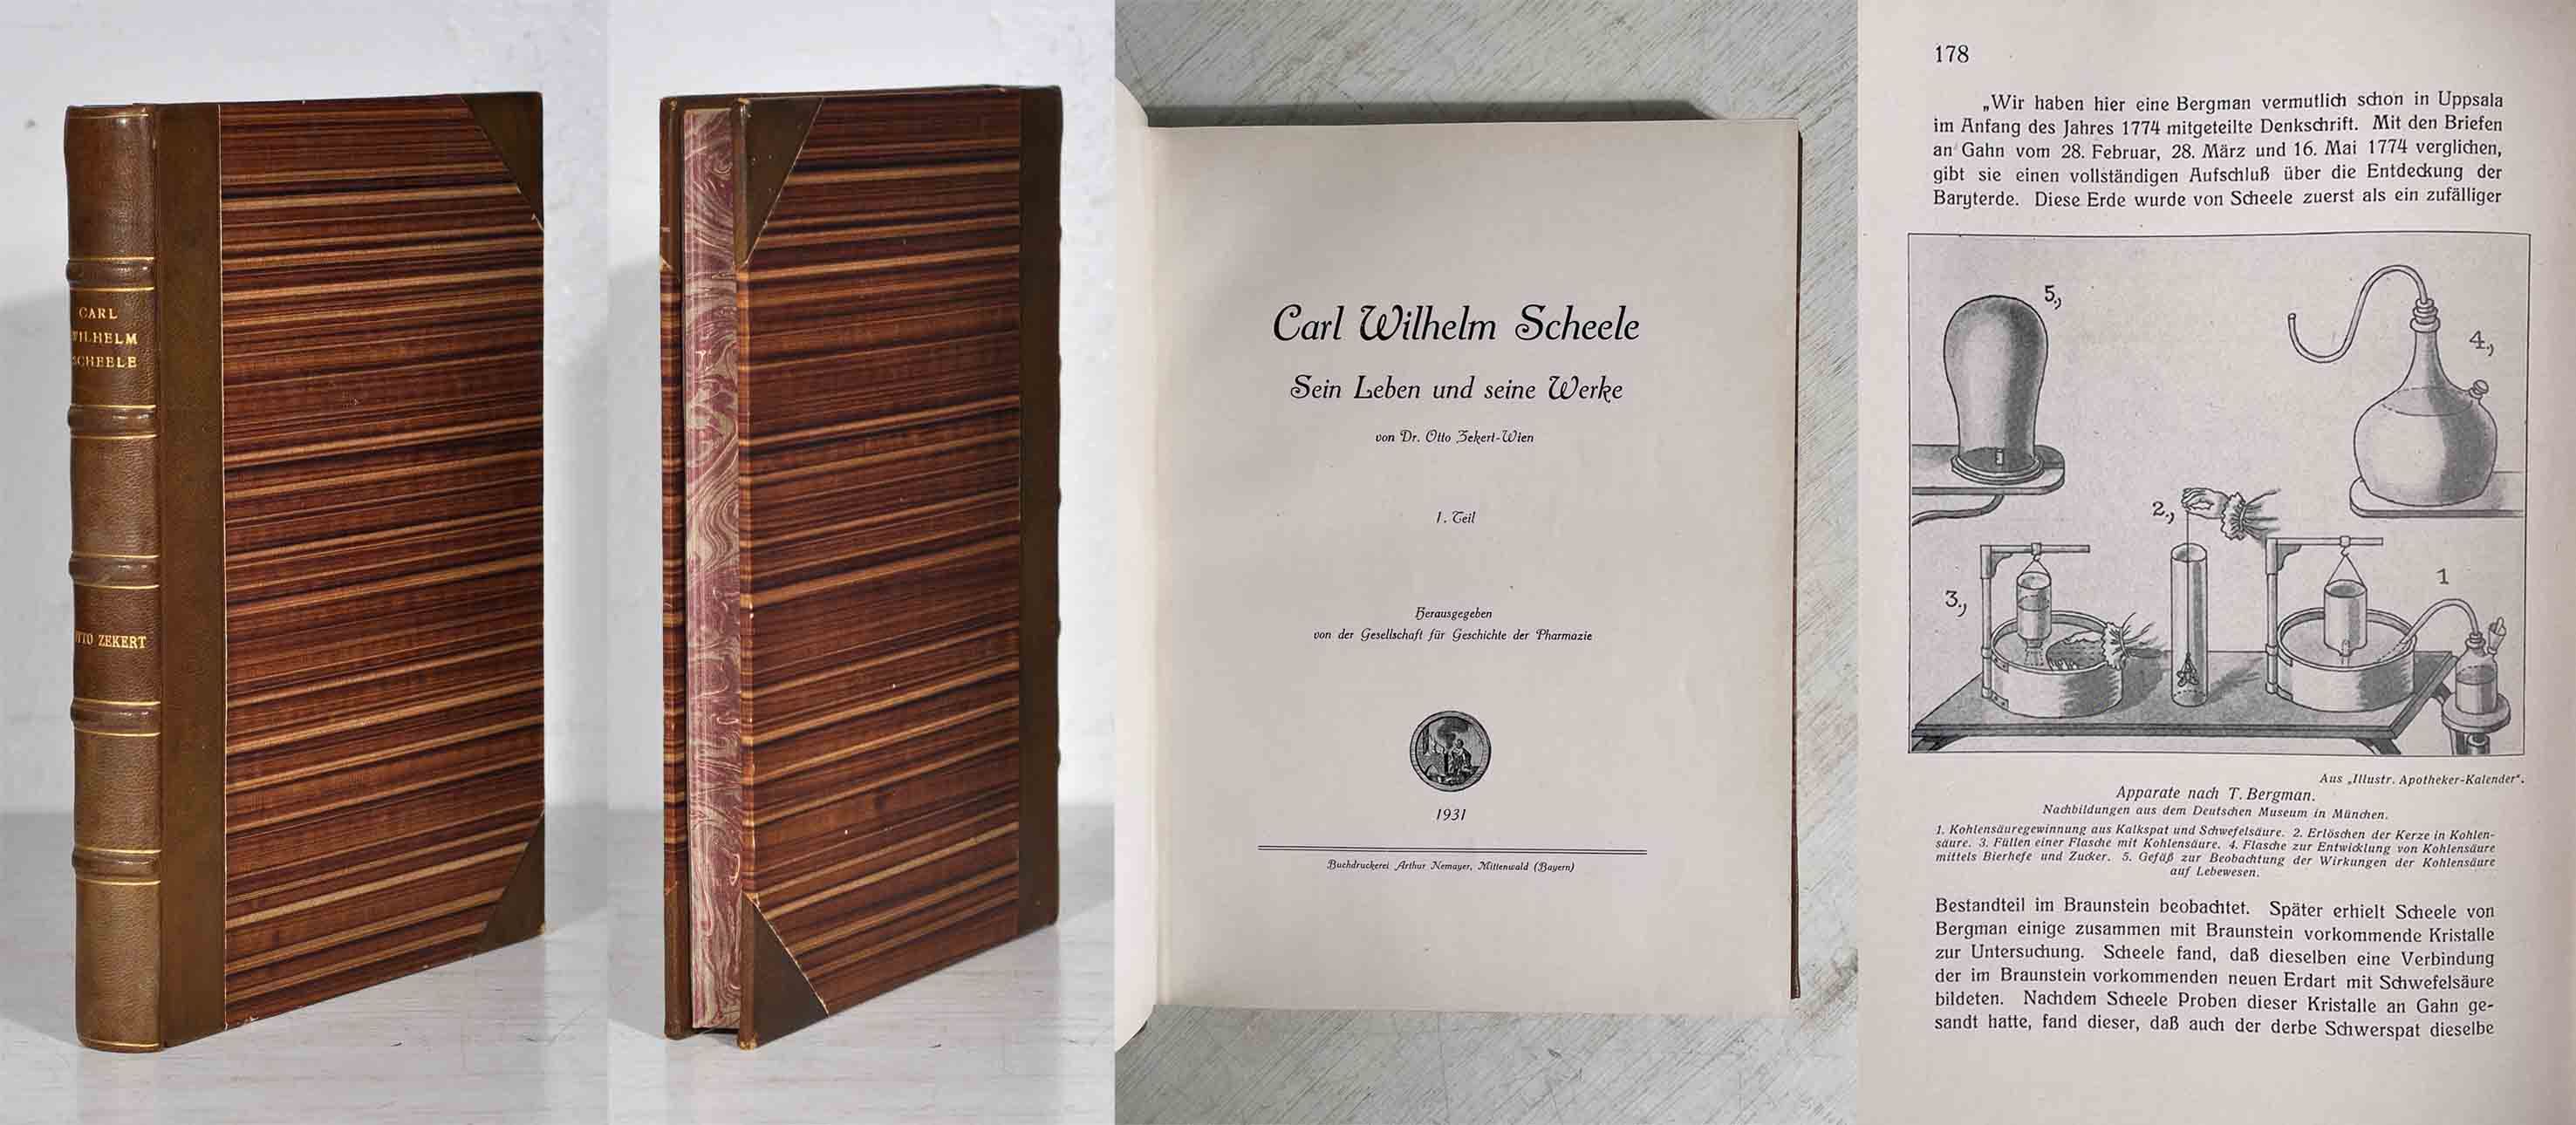 CARL
WILHELM
SCHEELE
OTTO ZEKERT
Carl Wilhelm Scheele
Sein Leben und seine Werke
von Dr. Otto Zekert-Wien
1. Teil
Herausgegeben
von der Gesellschaft für Geschichte der Pharmazie
1931
Buchdruckerei Arthur Nemayer, Mittenwald (Bayern)
178
„Wir haben hier eine Bergman vermutlich schon in Uppsala
im Anfang des Jahres 1774 mitgeteilte Denkschrift. Mit den Briefen
an Gahn vom 28. Februar, 28. März und 16. Mai 1774 verglichen,
gibt sie einen vollständigen Aufschluß über die Entdeckung der
Baryterde. Diese Erde wurde von Scheele zuerst als ein zufälliger
5.,
4.,
2.,
3.,
1
Aus „Illustr. Apotheker-Kalender“.
Apparate nach T. Bergman.
Nachbildungen aus dem Deutschen Museum in München.
1. Kohlensäuregewinnung aus Kalkspat und Schwefelsäure. 2. Erlöschen der Kerze in Kohlen-
säure. 3. Füllen einer Flasche mit Kohlensäure. 4. Flasche zur Entwicklung von Kohlensäure
mittels Bierhefe und Zucker. 5. Gefäß zur Beobachtung der Wirkungen der Kohlensäure
auf Lebewesen.
Bestandteil im Braunstein beobachtet. Später erhielt Scheele von
Bergman einige zusammen mit Braunstein vorkommende Kristalle
zur Untersuchung. Scheele fand, daß dieselben eine Verbindung
der im Braunstein vorkommenden neuen Erdart mit Schwefelsäure
bildeten. Nachdem Scheele Proben dieser Kristalle an Gahn ge-
sandt hatte, fand dieser, daß auch der derbe Schwerspat dieselbe